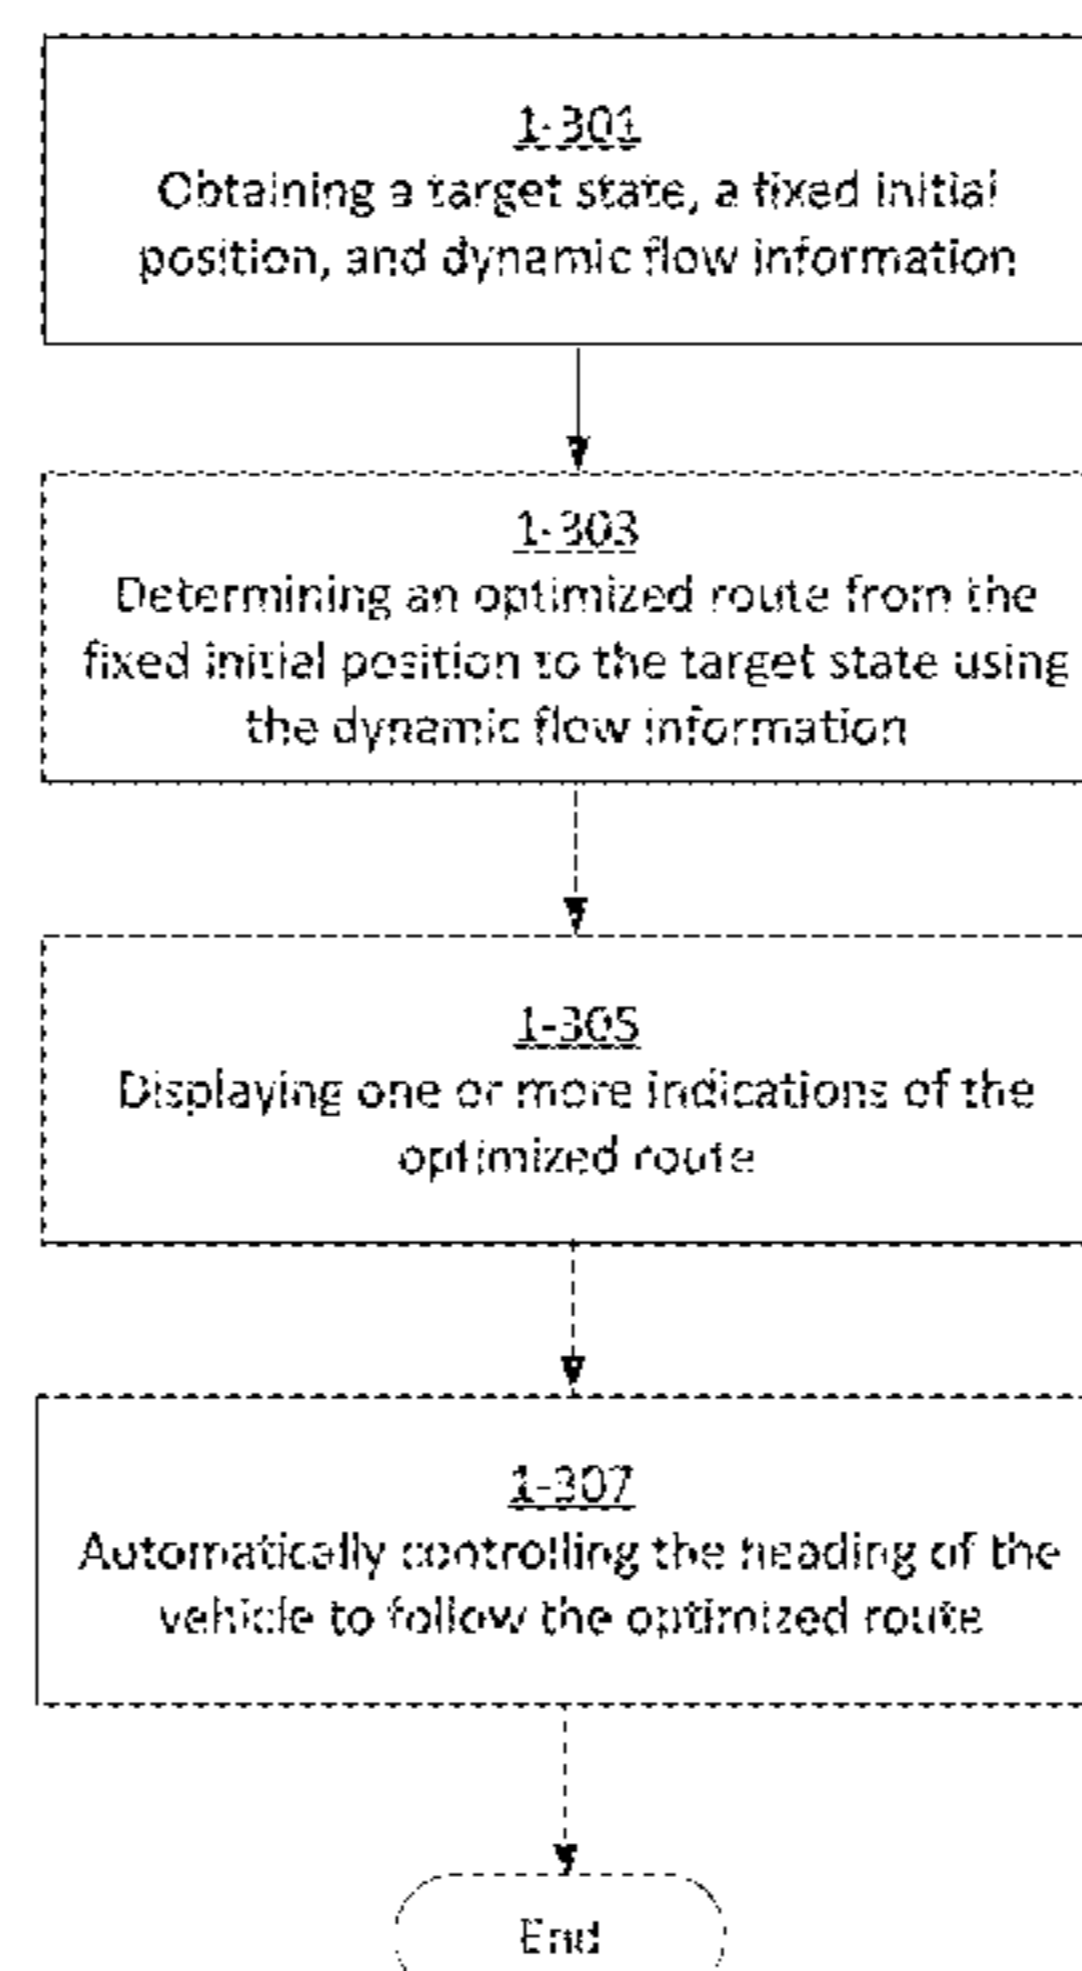 1-301
Obtaining a target state, a fixed initial
position, and dynamic flow information
1-303
Determining an optimized route from the
fixed initial position to the target state using
the dynamic flow information
1-305
Displaying one or more indications of the
optimized route
1-307
Automatically controlling the heading of the
vehicle to follow the optimized route
End